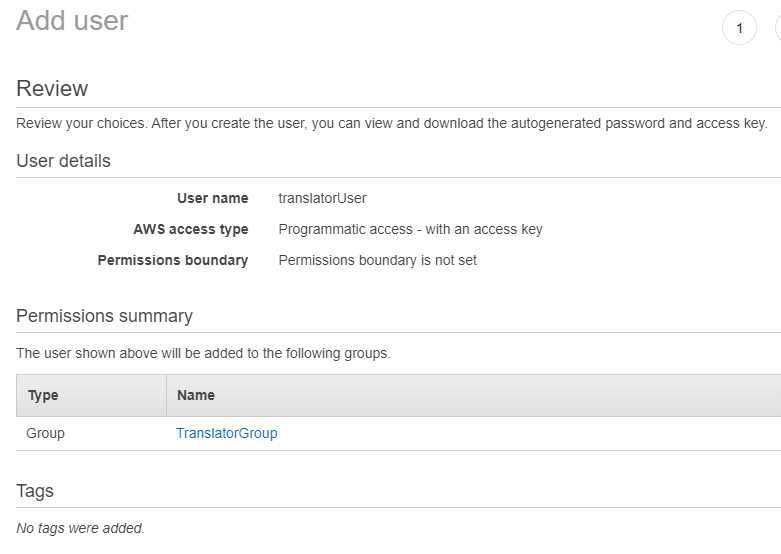 Add user
1
Review
Review your choices. After you create the user, you can view and download the autogenerated password and access key.
User details
User name translatorUser
AWS access type Programmatic access - with an access key
Permissions boundary Permissions boundary is not set
Permissions summary
The user shown above will be added to the following groups.
Type Name
Group TranslatorGroup
Tags
No tags were added.